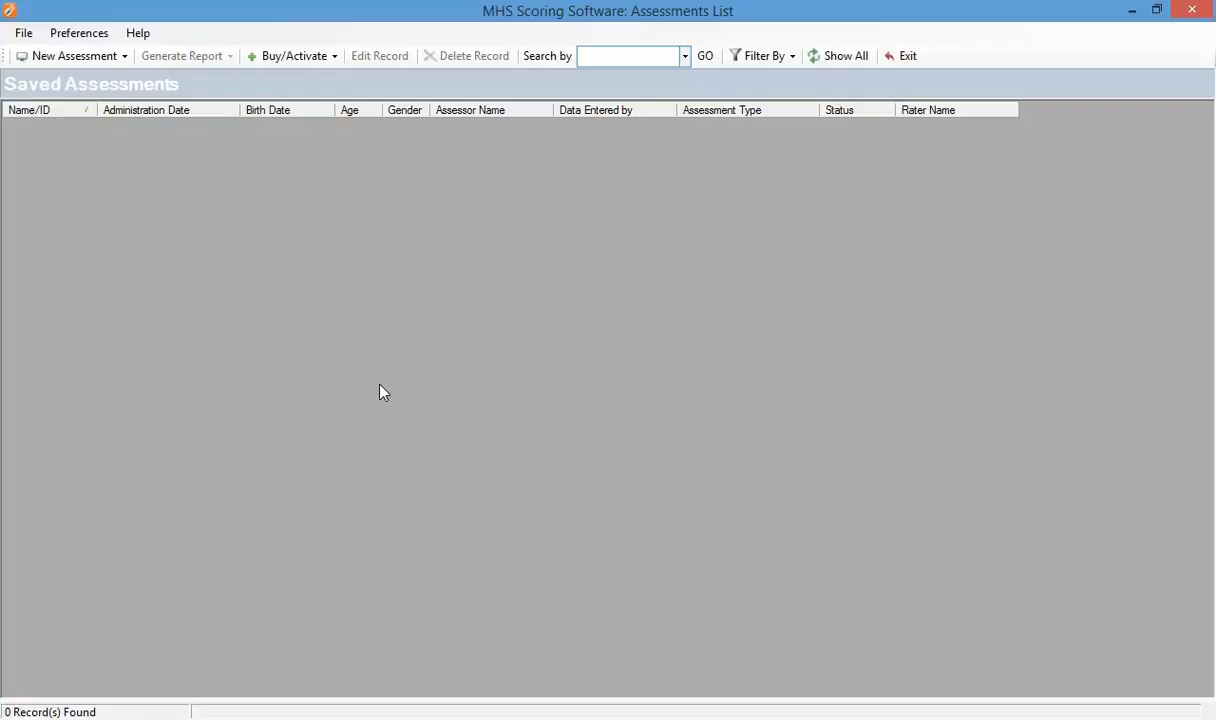 MHS Scoring Software: Assessments List
File Preferences Help
New Assessment Generate Report Buy/Activate Edit Record Delete Record Search by GO Filter By Show All Exit
Saved Assessments
Name/ID Administration Date Birth Date Age Gender Assessor Name Data Entered by Assessment Type Status Rater Name
0 Record(s) Found